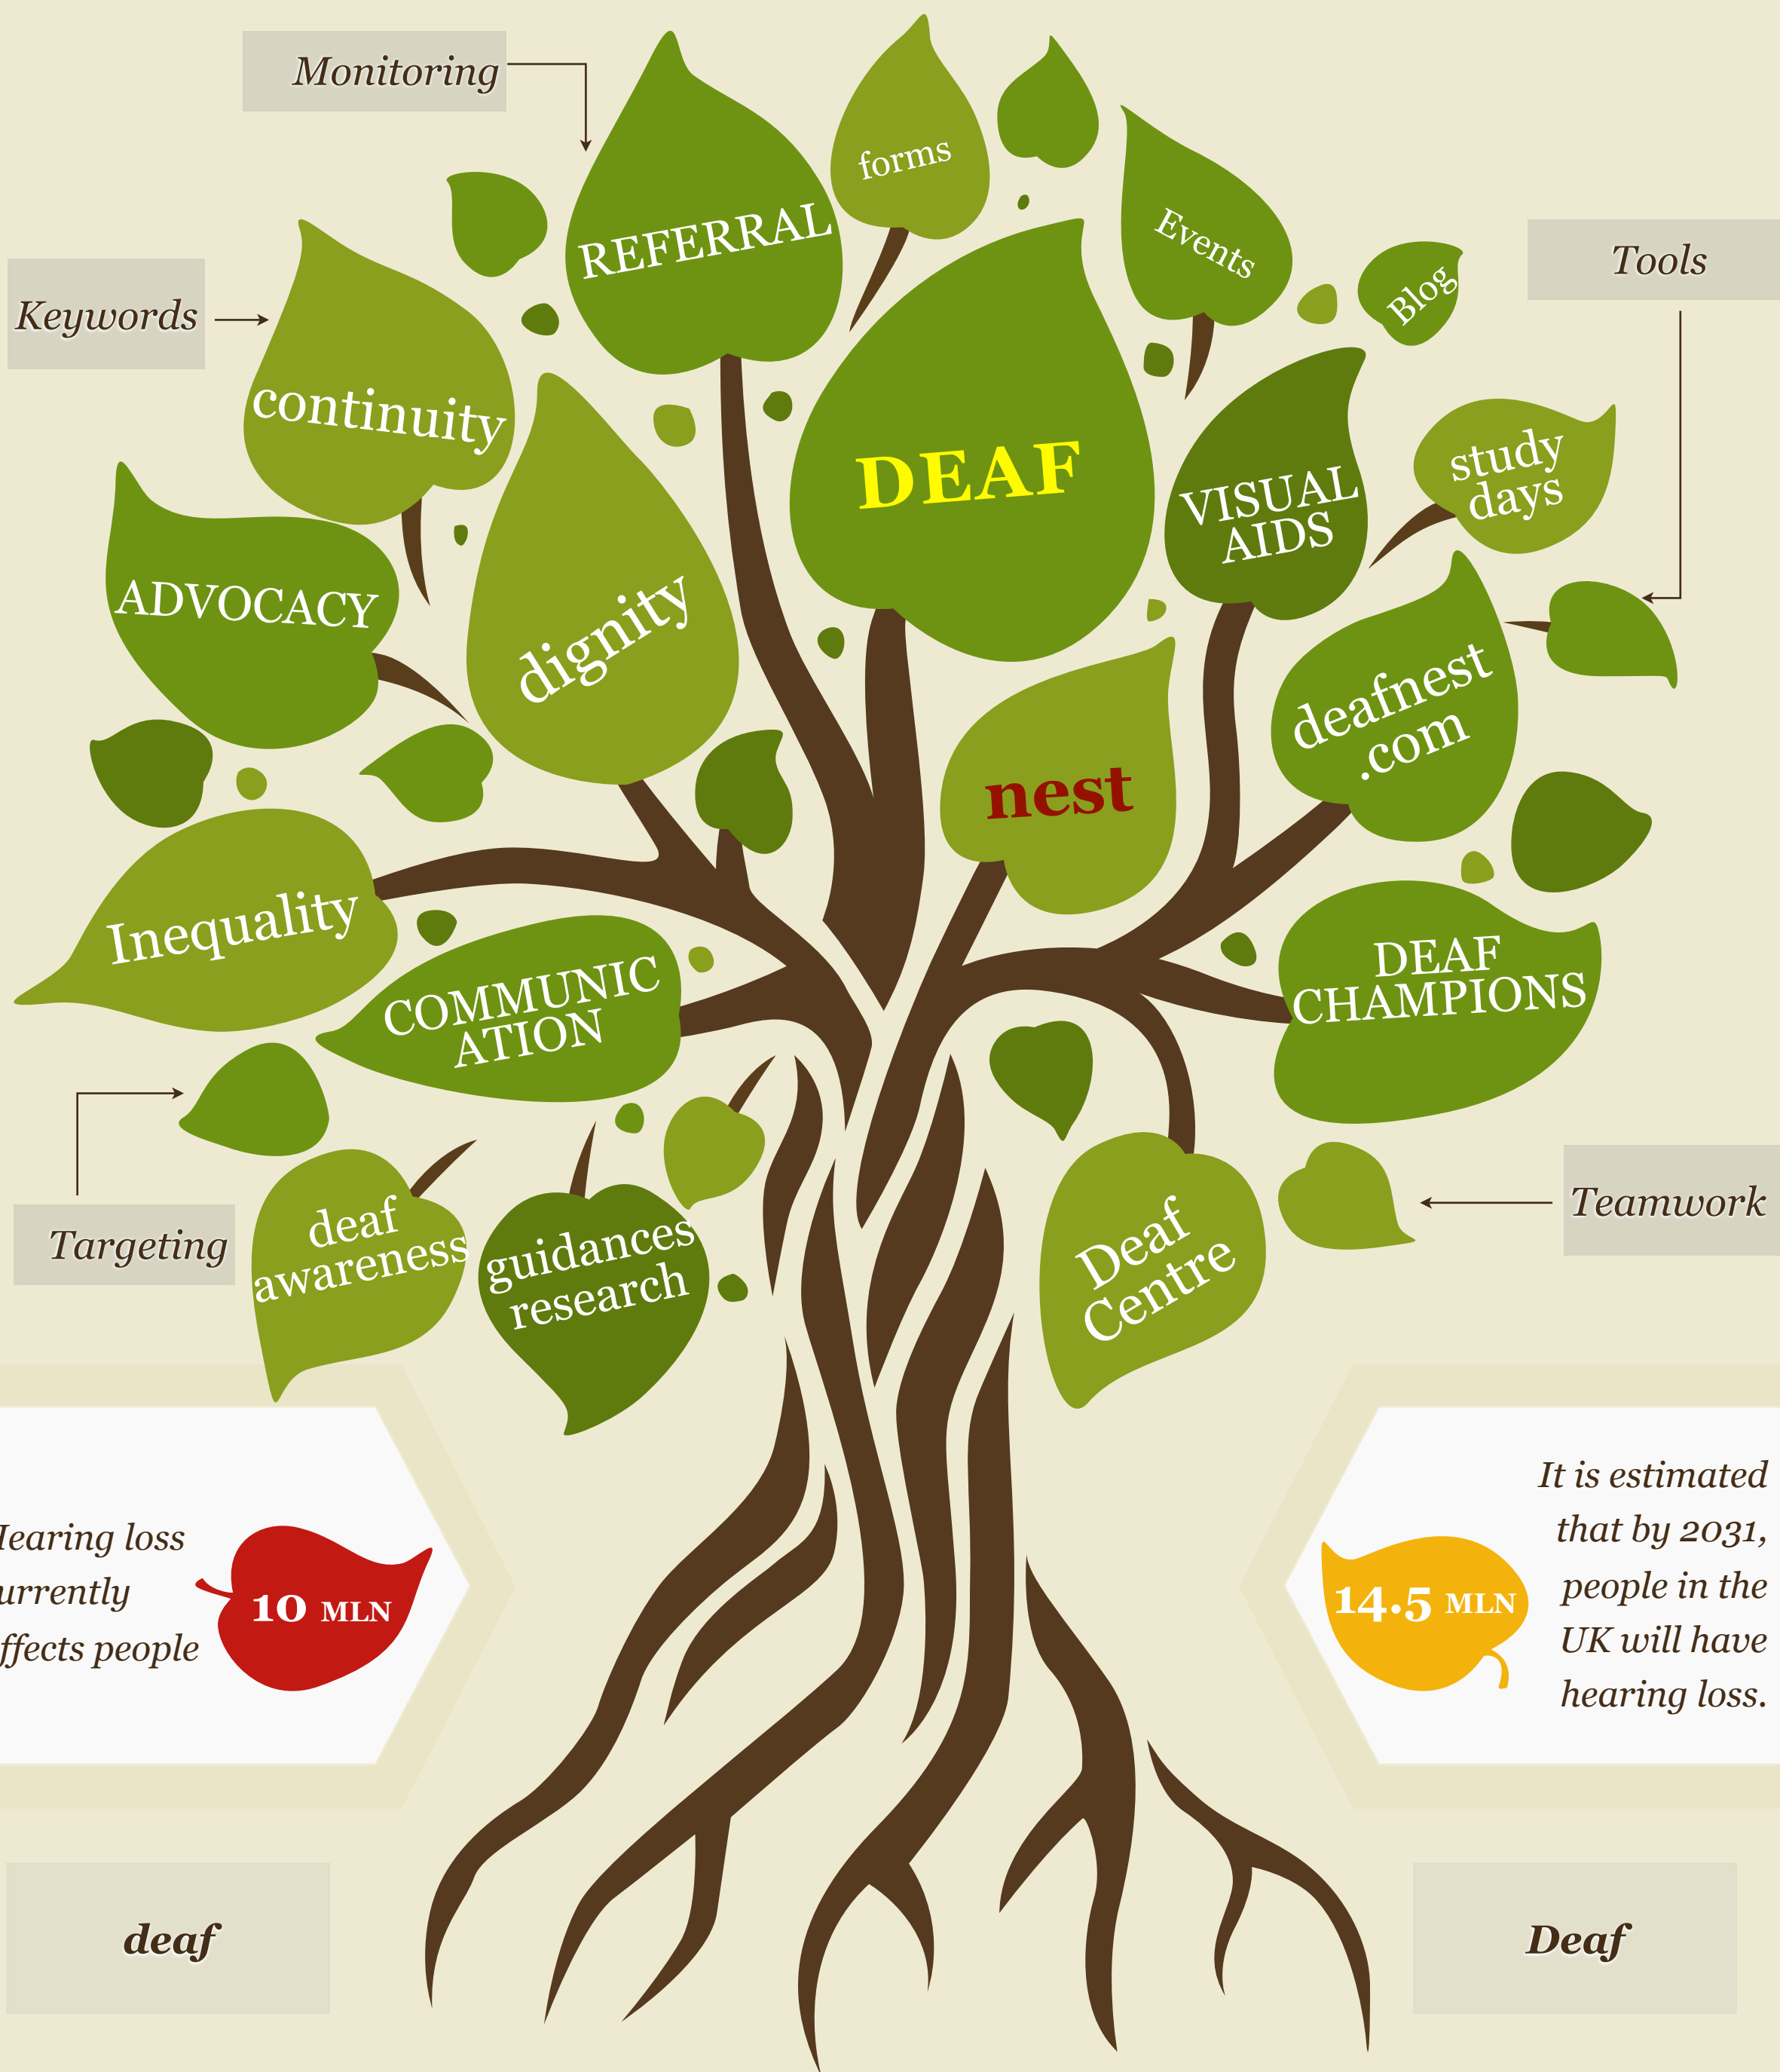 Monitoring
forms
REFERRAL
Events
Tools
Blog
Keywords
continuity
DEAF
study
days
VISUAL
AIDS
ADVOCACY
dignity
deafnest
.com
nest
Inequality
COMMUNIC
ATION
DEAF
CHAMPIONS
Targeting
deaf
awareness
guidances
research
Deaf
Centre
Teamwork
Hearing loss
urrently
ffects people
10 MLN
14.5 MLN
It is estimated
that by 2031,
people in the
UK will have
hearing loss.
deaf
Deaf